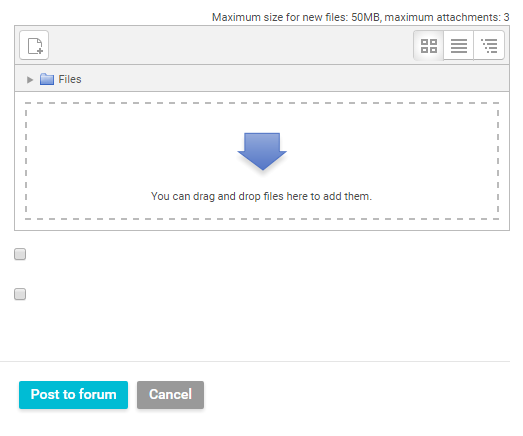 Maximum size for new files: 50MB, maximum attachments: 3
Files
You can drag and drop files here to add them.
Post to forum
Cancel